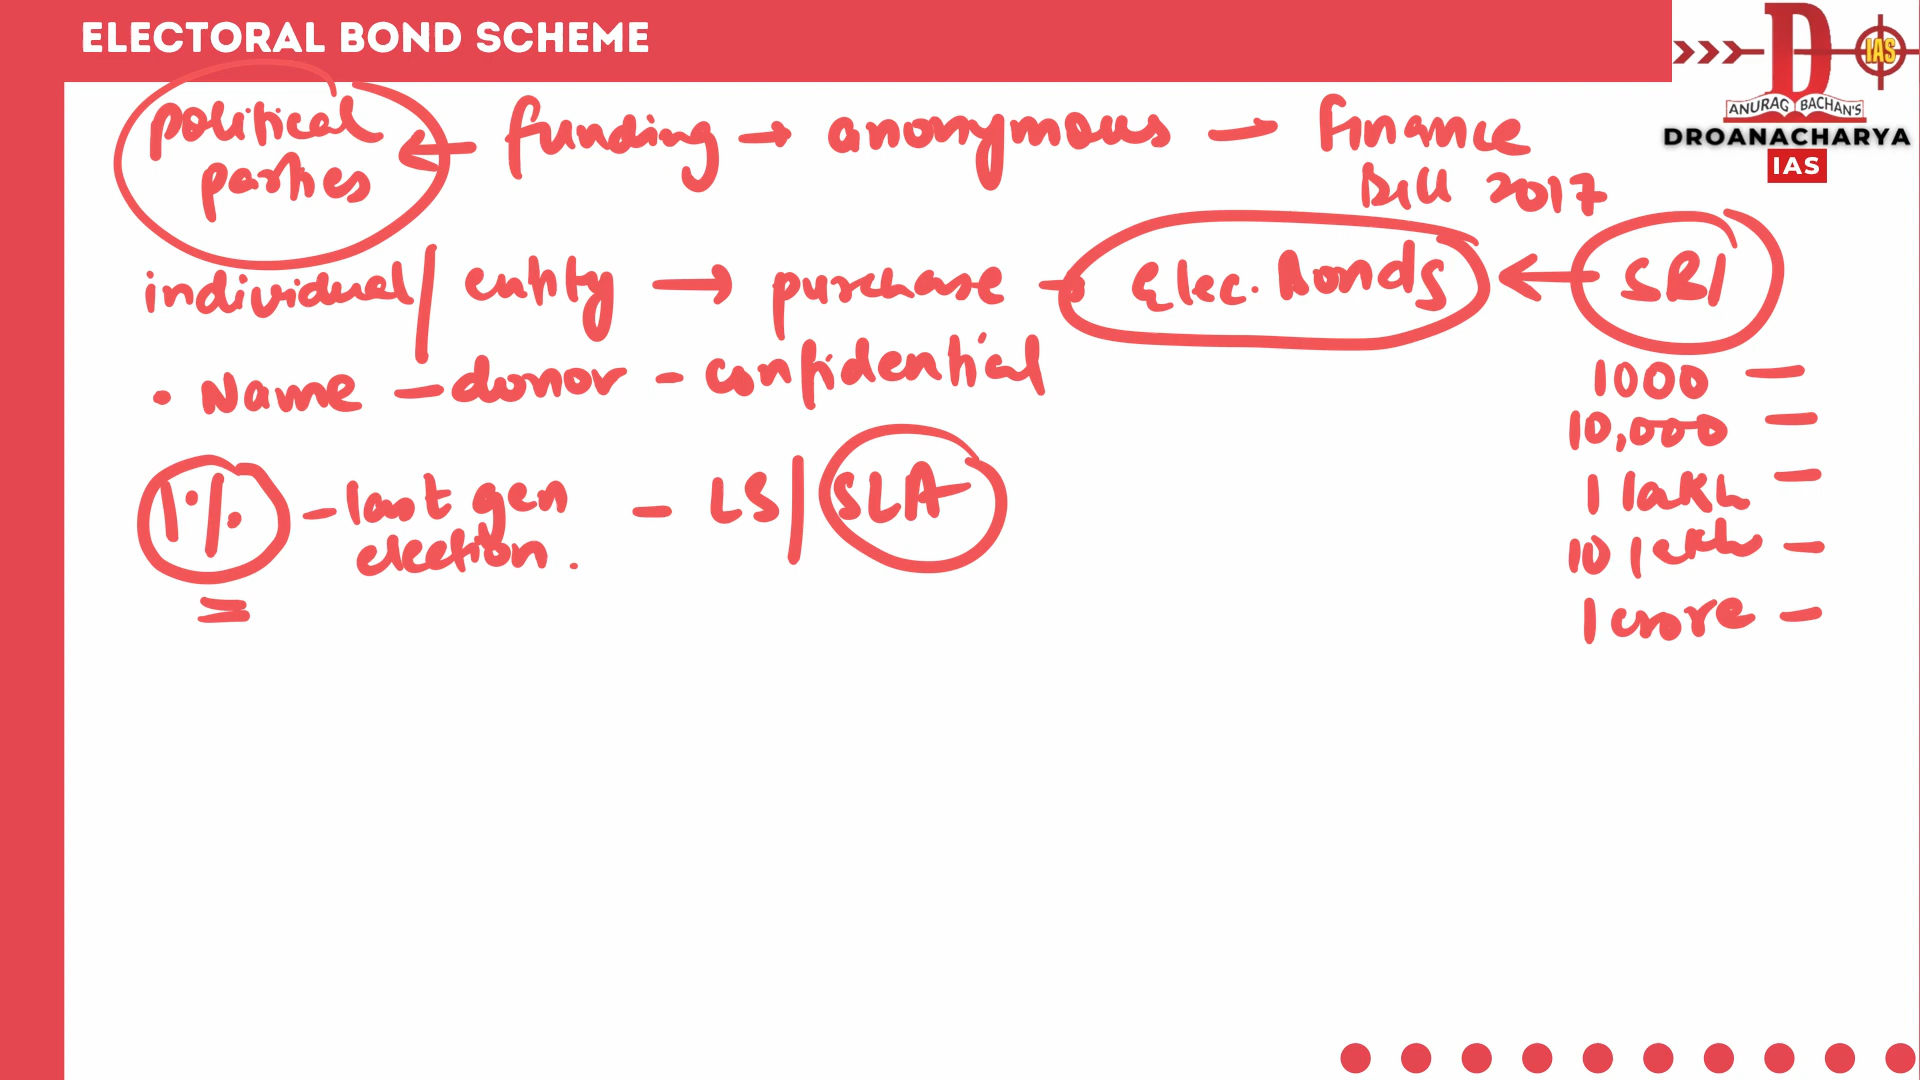 ELECTORAL BOND SCHEME
IAS
D
ANURAG BACHAN'S
DROANACHARYA
IAS
political parties ← funding → anonymous — Finance Bill 2017
individual / entity → purchase → Elec. Bonds ← SBI
• Name — donor - confidential
1000 —
10,000 —
1 lakh —
10 lakh —
1 crore —
1% - last gen election. - LS / SLA